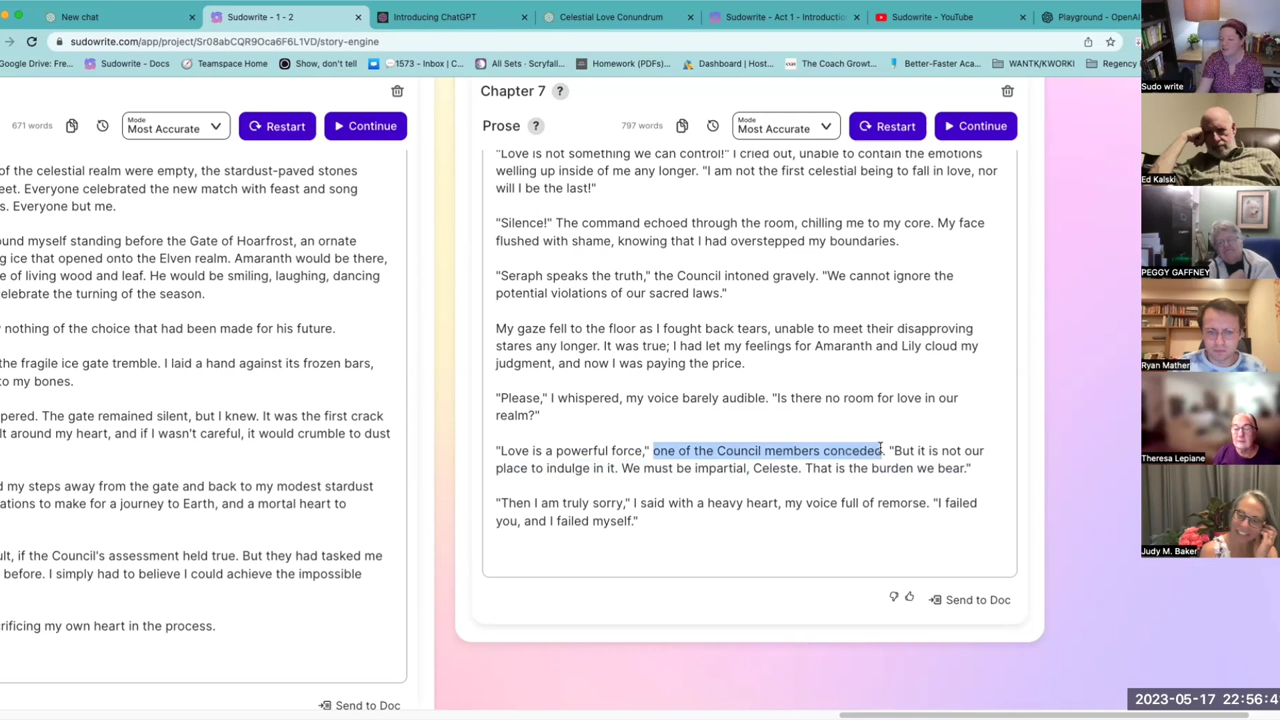 New chat
Sudowrite - 1 - 2
Introducing ChatGPT
Celestial Love Conundrum
Sudowrite - Act 1 - Introductio
Sudowrite - YouTube
Playground - OpenAI
sudowrite.com/app/project/Sr08abCQR9Oca6F6L1VD/story-engine
Google Drive: Fre...
Sudowrite - Docs
Teamspace Home
Show, don't tell
1573 - Inbox | C...
All Sets · Scryfall...
Homework (PDFs)...
Dashboard | Host...
The Coach Growt...
Better-Faster Aca...
WANTK/KWORKI
Regency
671 words
Mode
Most Accurate
Restart
Continue
of the celestial realm were empty, the stardust-paved stones
eet. Everyone celebrated the new match with feast and song
s. Everyone but me.
ound myself standing before the Gate of Hoarfrost, an ornate
g ice that opened onto the Elven realm. Amaranth would be there,
e of living wood and leaf. He would be smiling, laughing, dancing
elebrate the turning of the season.
v nothing of the choice that had been made for his future.
the fragile ice gate tremble. I laid a hand against its frozen bars,
to my bones.
pered. The gate remained silent, but I knew. It was the first crack
lt around my heart, and if I wasn't careful, it would crumble to dust
d my steps away from the gate and back to my modest stardust
ations to make for a journey to Earth, and a mortal heart to
ult, if the Council's assessment held true. But they had tasked me
before. I simply had to believe I could achieve the impossible
rificing my own heart in the process.
Send to Doc
Chapter 7
Prose
797 words
Mode
Most Accurate
Restart
Continue
"Love is not something we can control!" I cried out, unable to contain the emotions
welling up inside of me any longer. "I am not the first celestial being to fall in love, nor
will I be the last!"
"Silence!" The command echoed through the room, chilling me to my core. My face
flushed with shame, knowing that I had overstepped my boundaries.
"Seraph speaks the truth," the Council intoned gravely. "We cannot ignore the
potential violations of our sacred laws."
My gaze fell to the floor as I fought back tears, unable to meet their disapproving
stares any longer. It was true; I had let my feelings for Amaranth and Lily cloud my
judgment, and now I was paying the price.
"Please," I whispered, my voice barely audible. "Is there no room for love in our
realm?"
"Love is a powerful force," one of the Council members conceded. "But it is not our
place to indulge in it. We must be impartial, Celeste. That is the burden we bear."
"Then I am truly sorry," I said with a heavy heart, my voice full of remorse. "I failed
you, and I failed myself."
Send to Doc
Sudo write
Ed Kalski
PEGGY GAFFNEY
Ryan Mather
Theresa Lepiane
Judy M. Baker
2023-05-17 22:56:4